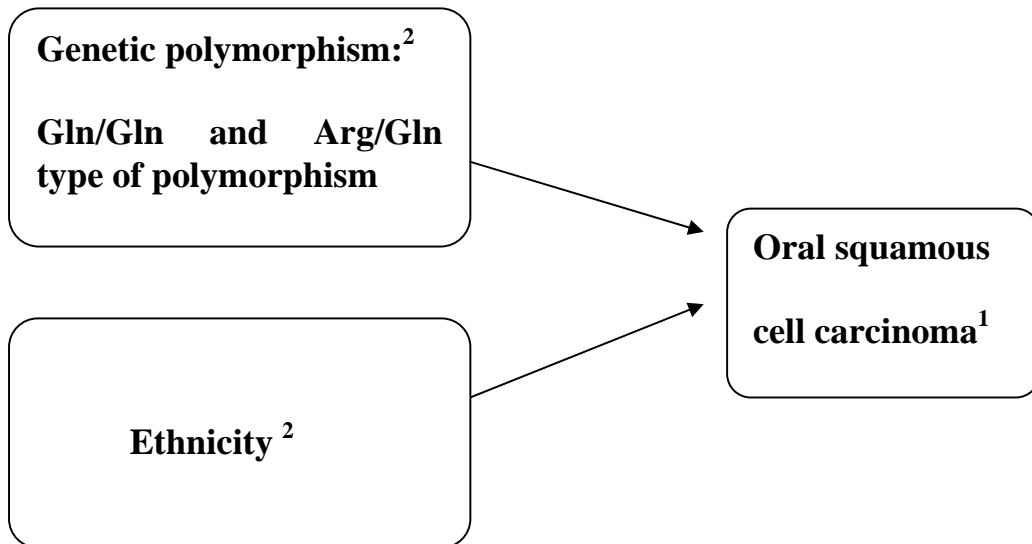 Genetic polymorphism:²
Gln/Gln and Arg/Gln
type of polymorphism
Oral squamous
cell carcinoma¹
Ethnicity ²